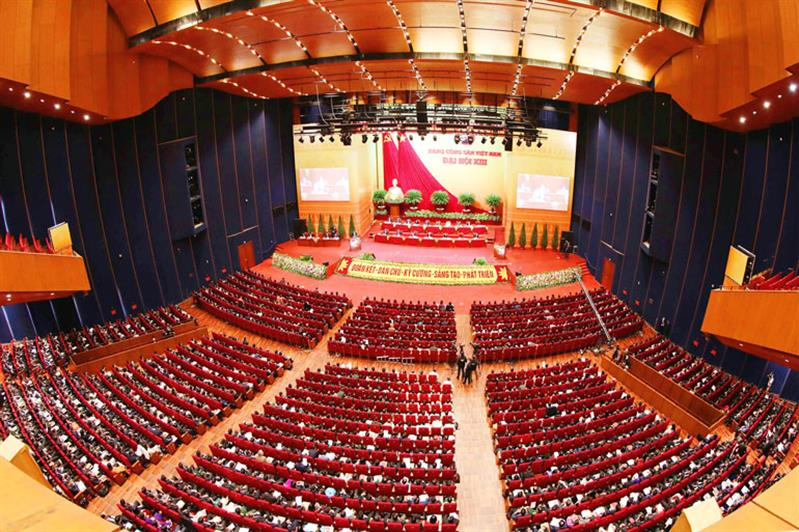 ĐẢNG CỘNG SẢN VIỆT NAM
ĐẠI HỘI XIII
ĐOÀN KẾT - DÂN CHỦ - KỶ CƯƠNG - SÁNG TẠO - PHÁT TRIỂN